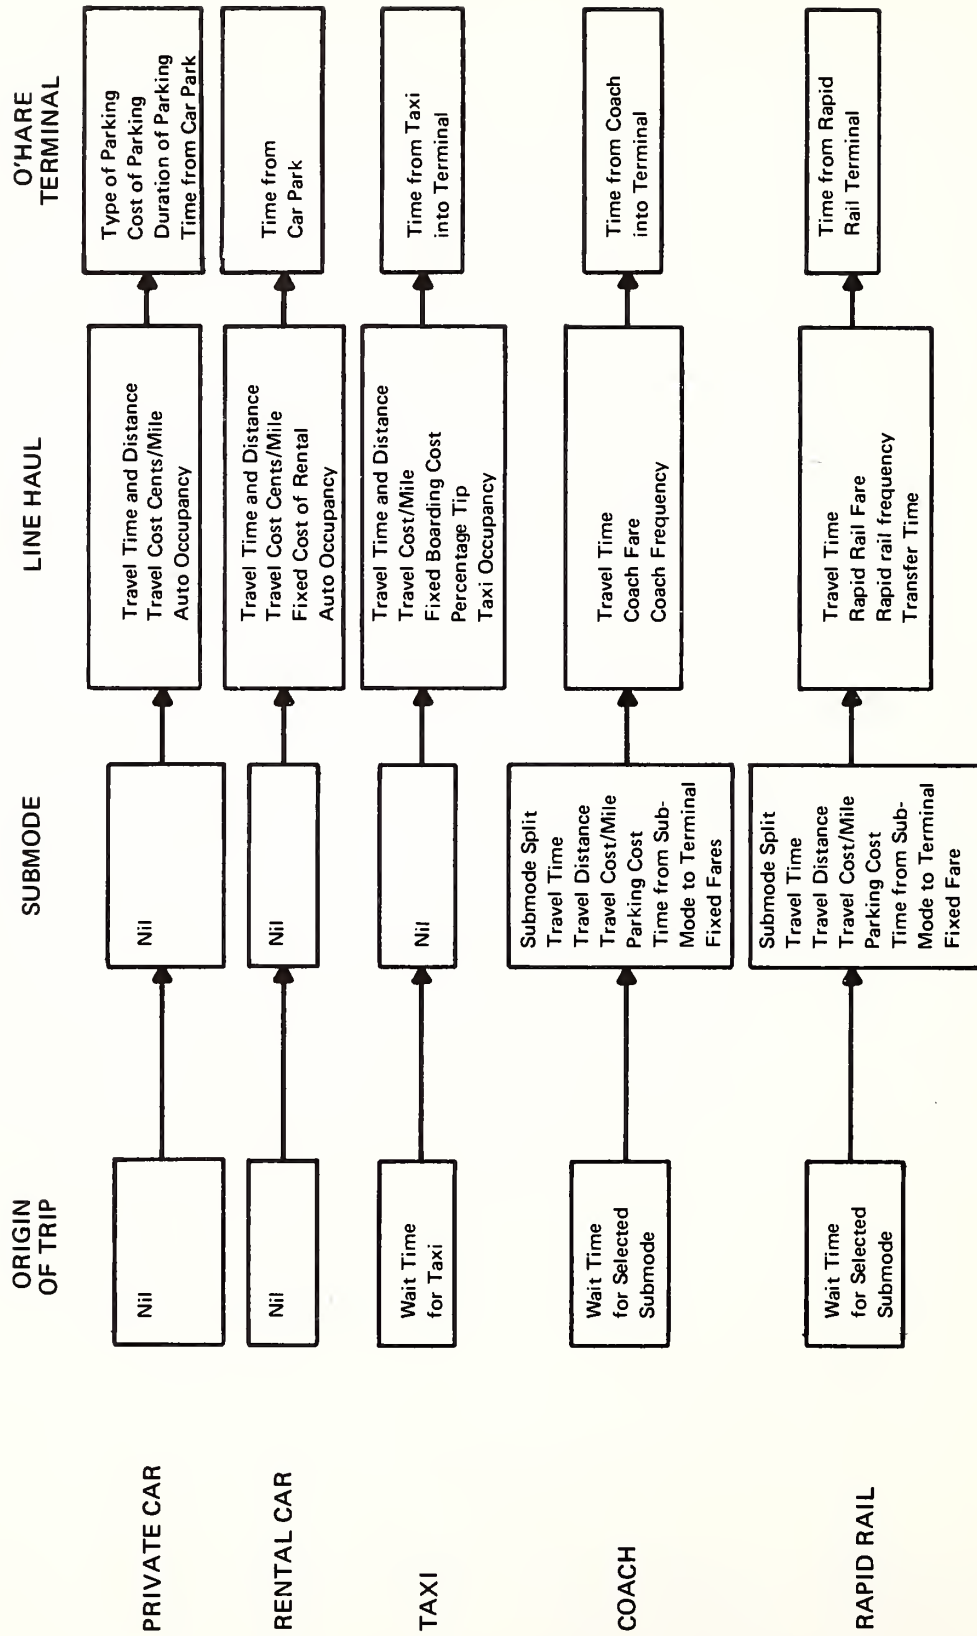 ORIGIN
OF TRIP
SUBMODE
LINE HAUL
O'HARE
TERMINAL
PRIVATE CAR
Nil
Nil
Travel Time and Distance
Travel Cost Cents/Mile
Auto Occupancy
Type of Parking
Cost of Parking
Duration of Parking
Time from Car Park
RENTAL CAR
Nil
Nil
Travel Time and Distance
Travel Cost Cents/Mile
Fixed Cost of Rental
Auto Occupancy
Time from
Car Park
TAXI
Wait Time
for Taxi
Nil
Travel Time and Distance
Travel Cost/Mile
Fixed Boarding Cost
Percentage Tip
Taxi Occupancy
Time from Taxi
into Terminal
COACH
Wait Time
for Selected
Submode
Submode Split
Travel Time
Travel Distance
Travel Cost/Mile
Parking Cost
Time from Sub-
Mode to Terminal
Fixed Fares
Travel Time
Coach Fare
Coach Frequency
Time from Coach
into Terminal
RAPID RAIL
Wait Time
for Selected
Submode
Submode Split
Travel Time
Travel Distance
Travel Cost/Mile
Parking Cost
Time from Sub-
Mode to Terminal
Fixed Fare
Travel Time
Rapid Rail Fare
Rapid rail frequency
Transfer Time
Time from Rapid
Rail Terminal